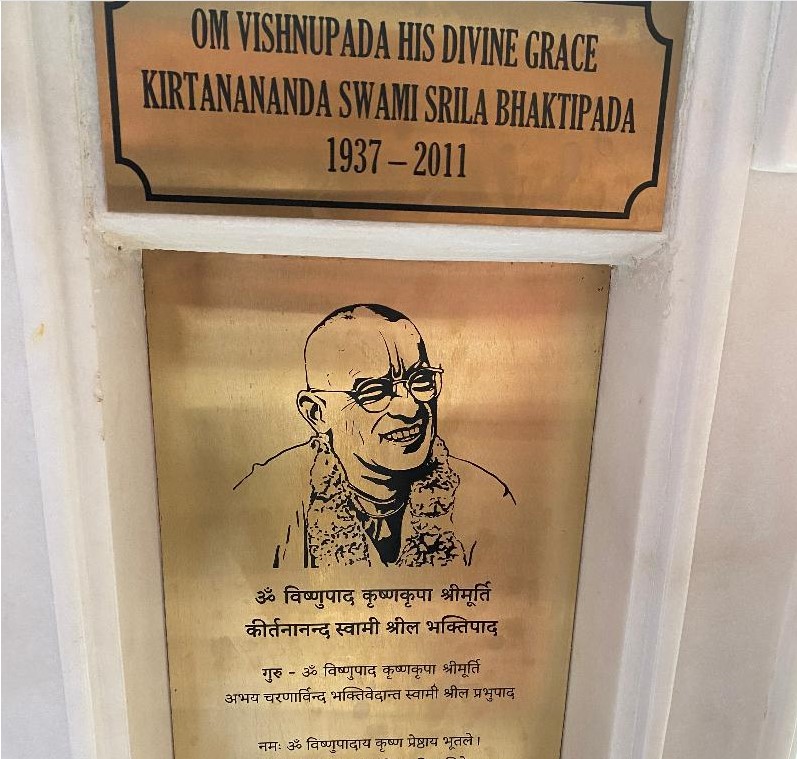 OM VISHNUPADA HIS DIVINE GRACE
KIRTANANANDA SWAMI SRILA BHAKTIPADA
1937 – 2011
ॐ विष्णुपाद कृष्णकृपा श्रीमूर्ति
कीर्तनानन्द स्वामी श्रील भक्तिपाद
गुरु - ॐ विष्णुपाद कृष्णकृपा श्रीमूर्ति
अभय चरणार्विन्द भक्तिवेदान्त स्वामी श्रील प्रभुपाद
नमः ॐ विष्णुपादाय कृष्ण प्रेष्ठाय भूतले।